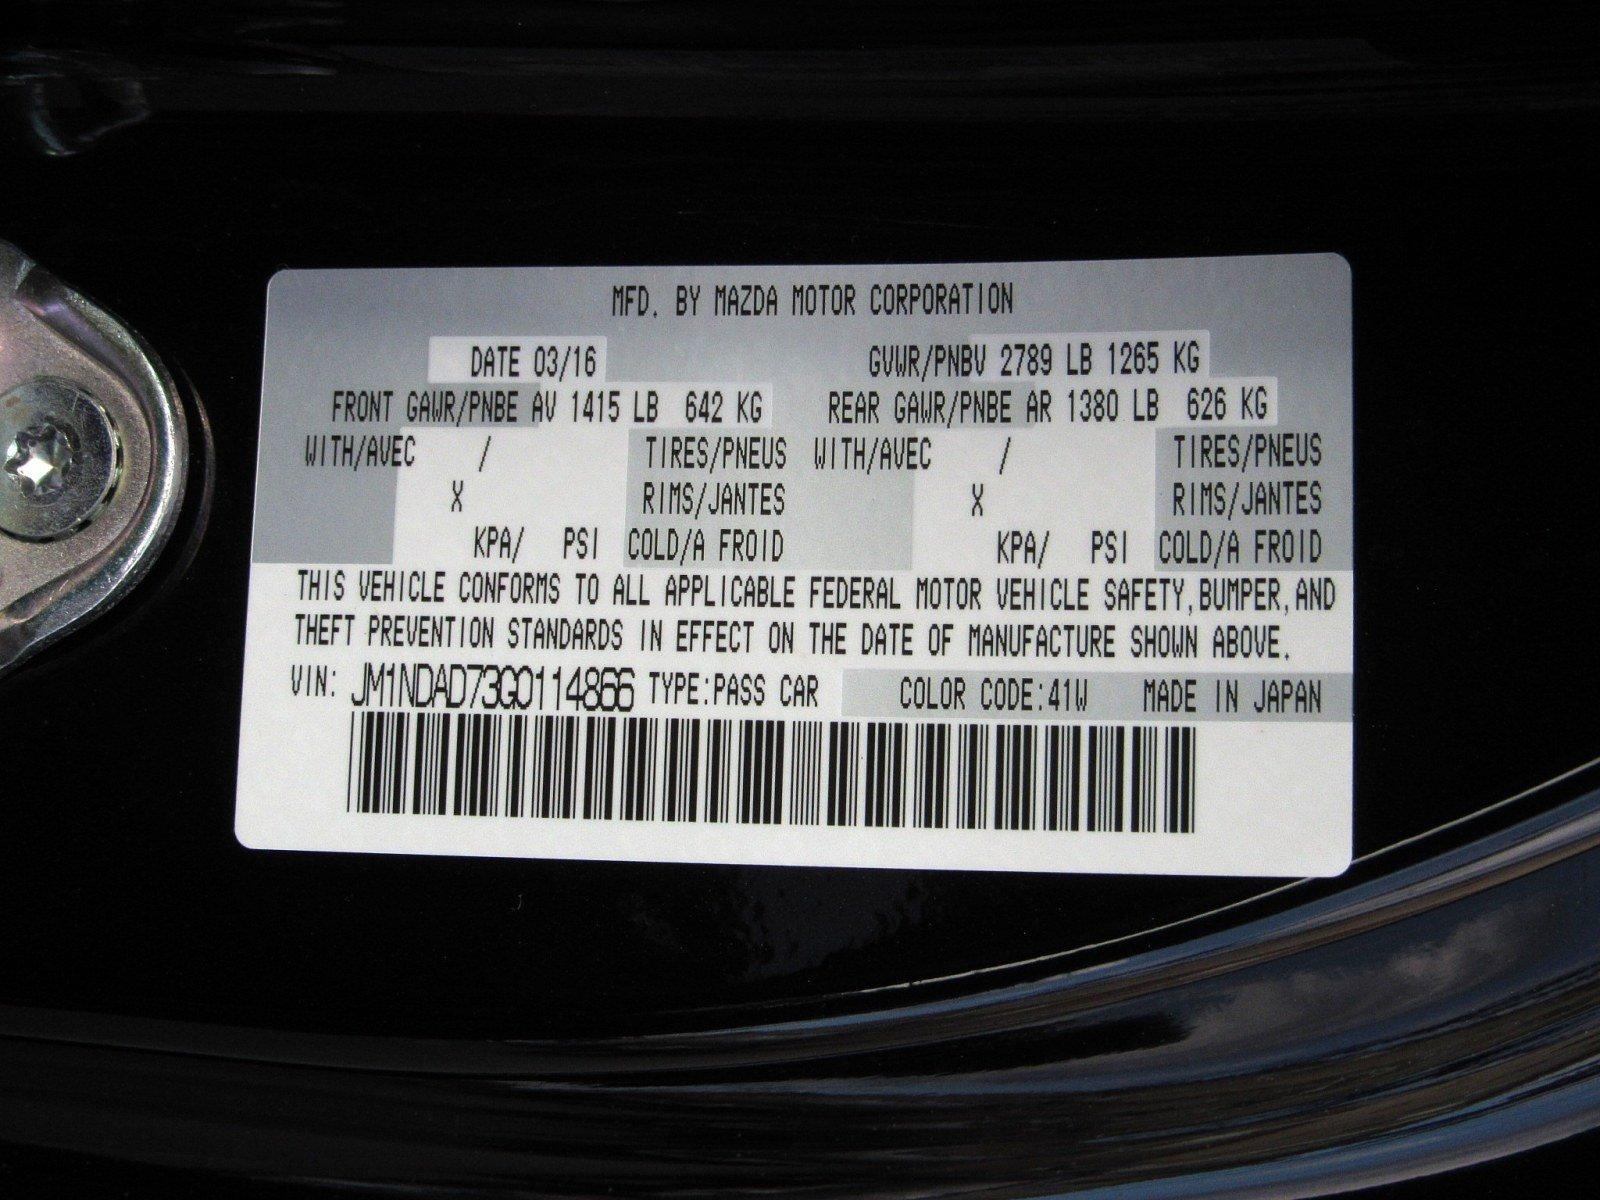 MFD. BY MAZDA MOTOR CORPORATION
DATE 03/16 GVWR/PNBV 2789 LB 1265 KG
FRONT GAWR/PNBE AV 1415 LB 642 KG REAR GAWR/PNBE AR 1380 LB 626 KG
WITH/AVEC / TIRES/PNEUS WITH/AVEC / TIRES/PNEUS
X RIMS/JANTES X RIMS/JANTES
KPA/ PSI COLD/A FROID KPA/ PSI COLD/A FROID
THIS VEHICLE CONFORMS TO ALL APPLICABLE FEDERAL MOTOR VEHICLE SAFETY,BUMPER,AND
THEFT PREVENTION STANDARDS IN EFFECT ON THE DATE OF MANUFACTURE SHOWN ABOVE.
VIN: JM1NDAD73G0114866 TYPE:PASS CAR COLOR CODE:41W MADE IN JAPAN